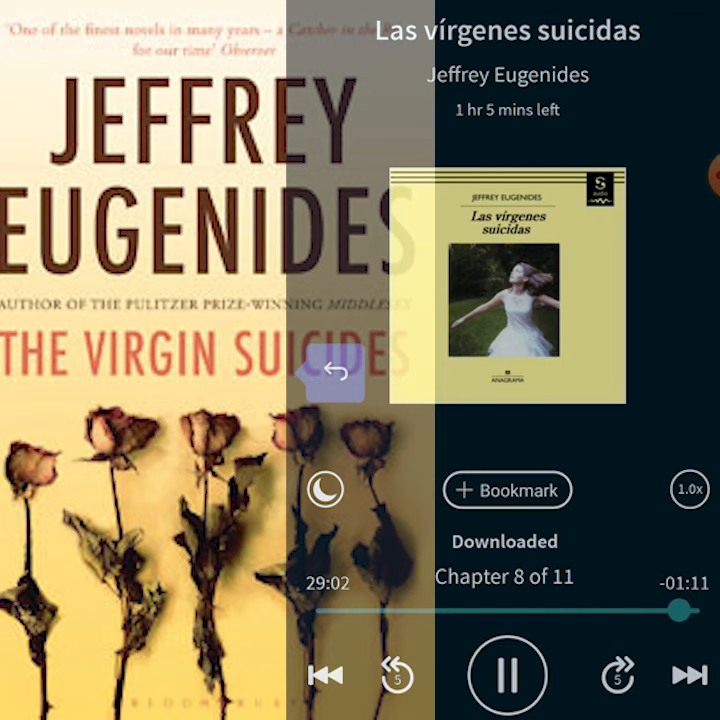 "One of the finest novels in many years – a Catcher in the
for our time' Observer
JEFFREY
EUGENIDES
AUTHOR OF THE PULITZER PRIZE-WINNING MIDDLESEX
THE VIRGIN SUICIDES
BLOOMSBURY
Las vírgenes suicidas
Jeffrey Eugenides
1 hr 5 mins left
S
audio
JEFFREY EUGENIDES
Las vírgenes
suicidas
ANAGRAMA
+ Bookmark
1.0x
Downloaded
29:02
Chapter 8 of 11
-01:11
5
5